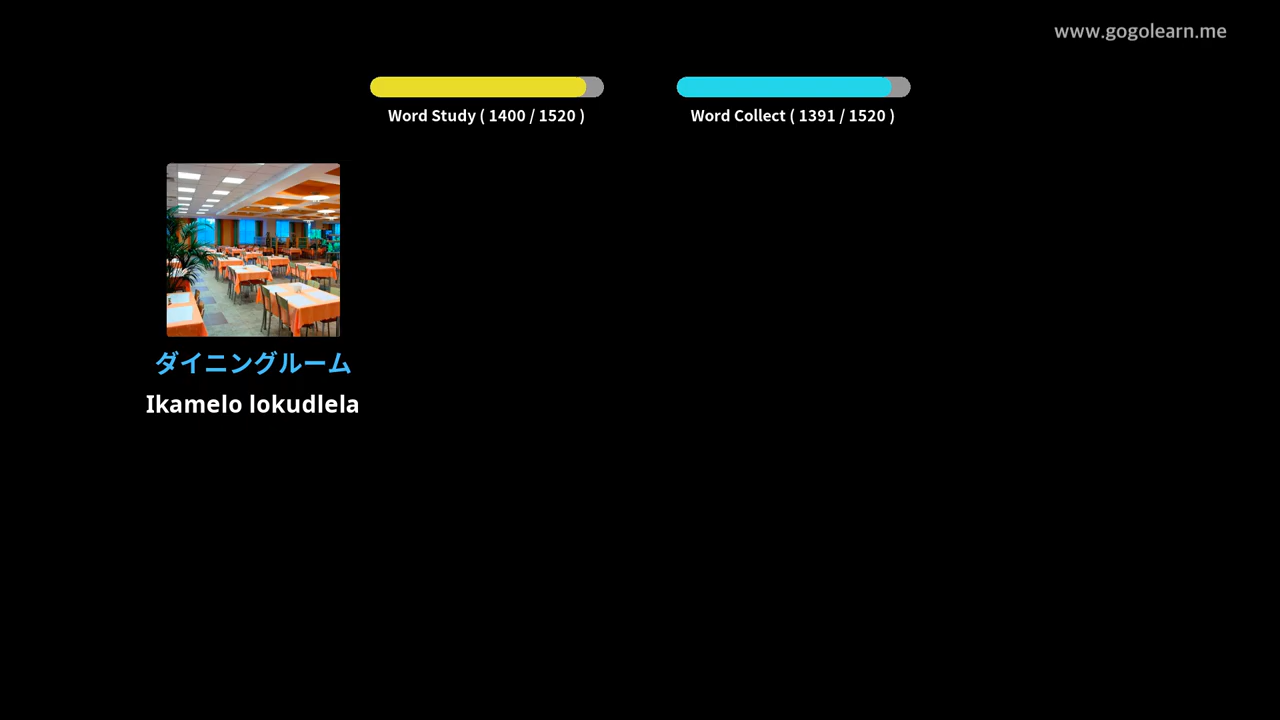 www.gogolearn.me
Word Study ( 1400 / 1520 )
Word Collect ( 1391 / 1520 )
ダイニングルーム
Ikamelo lokudlela